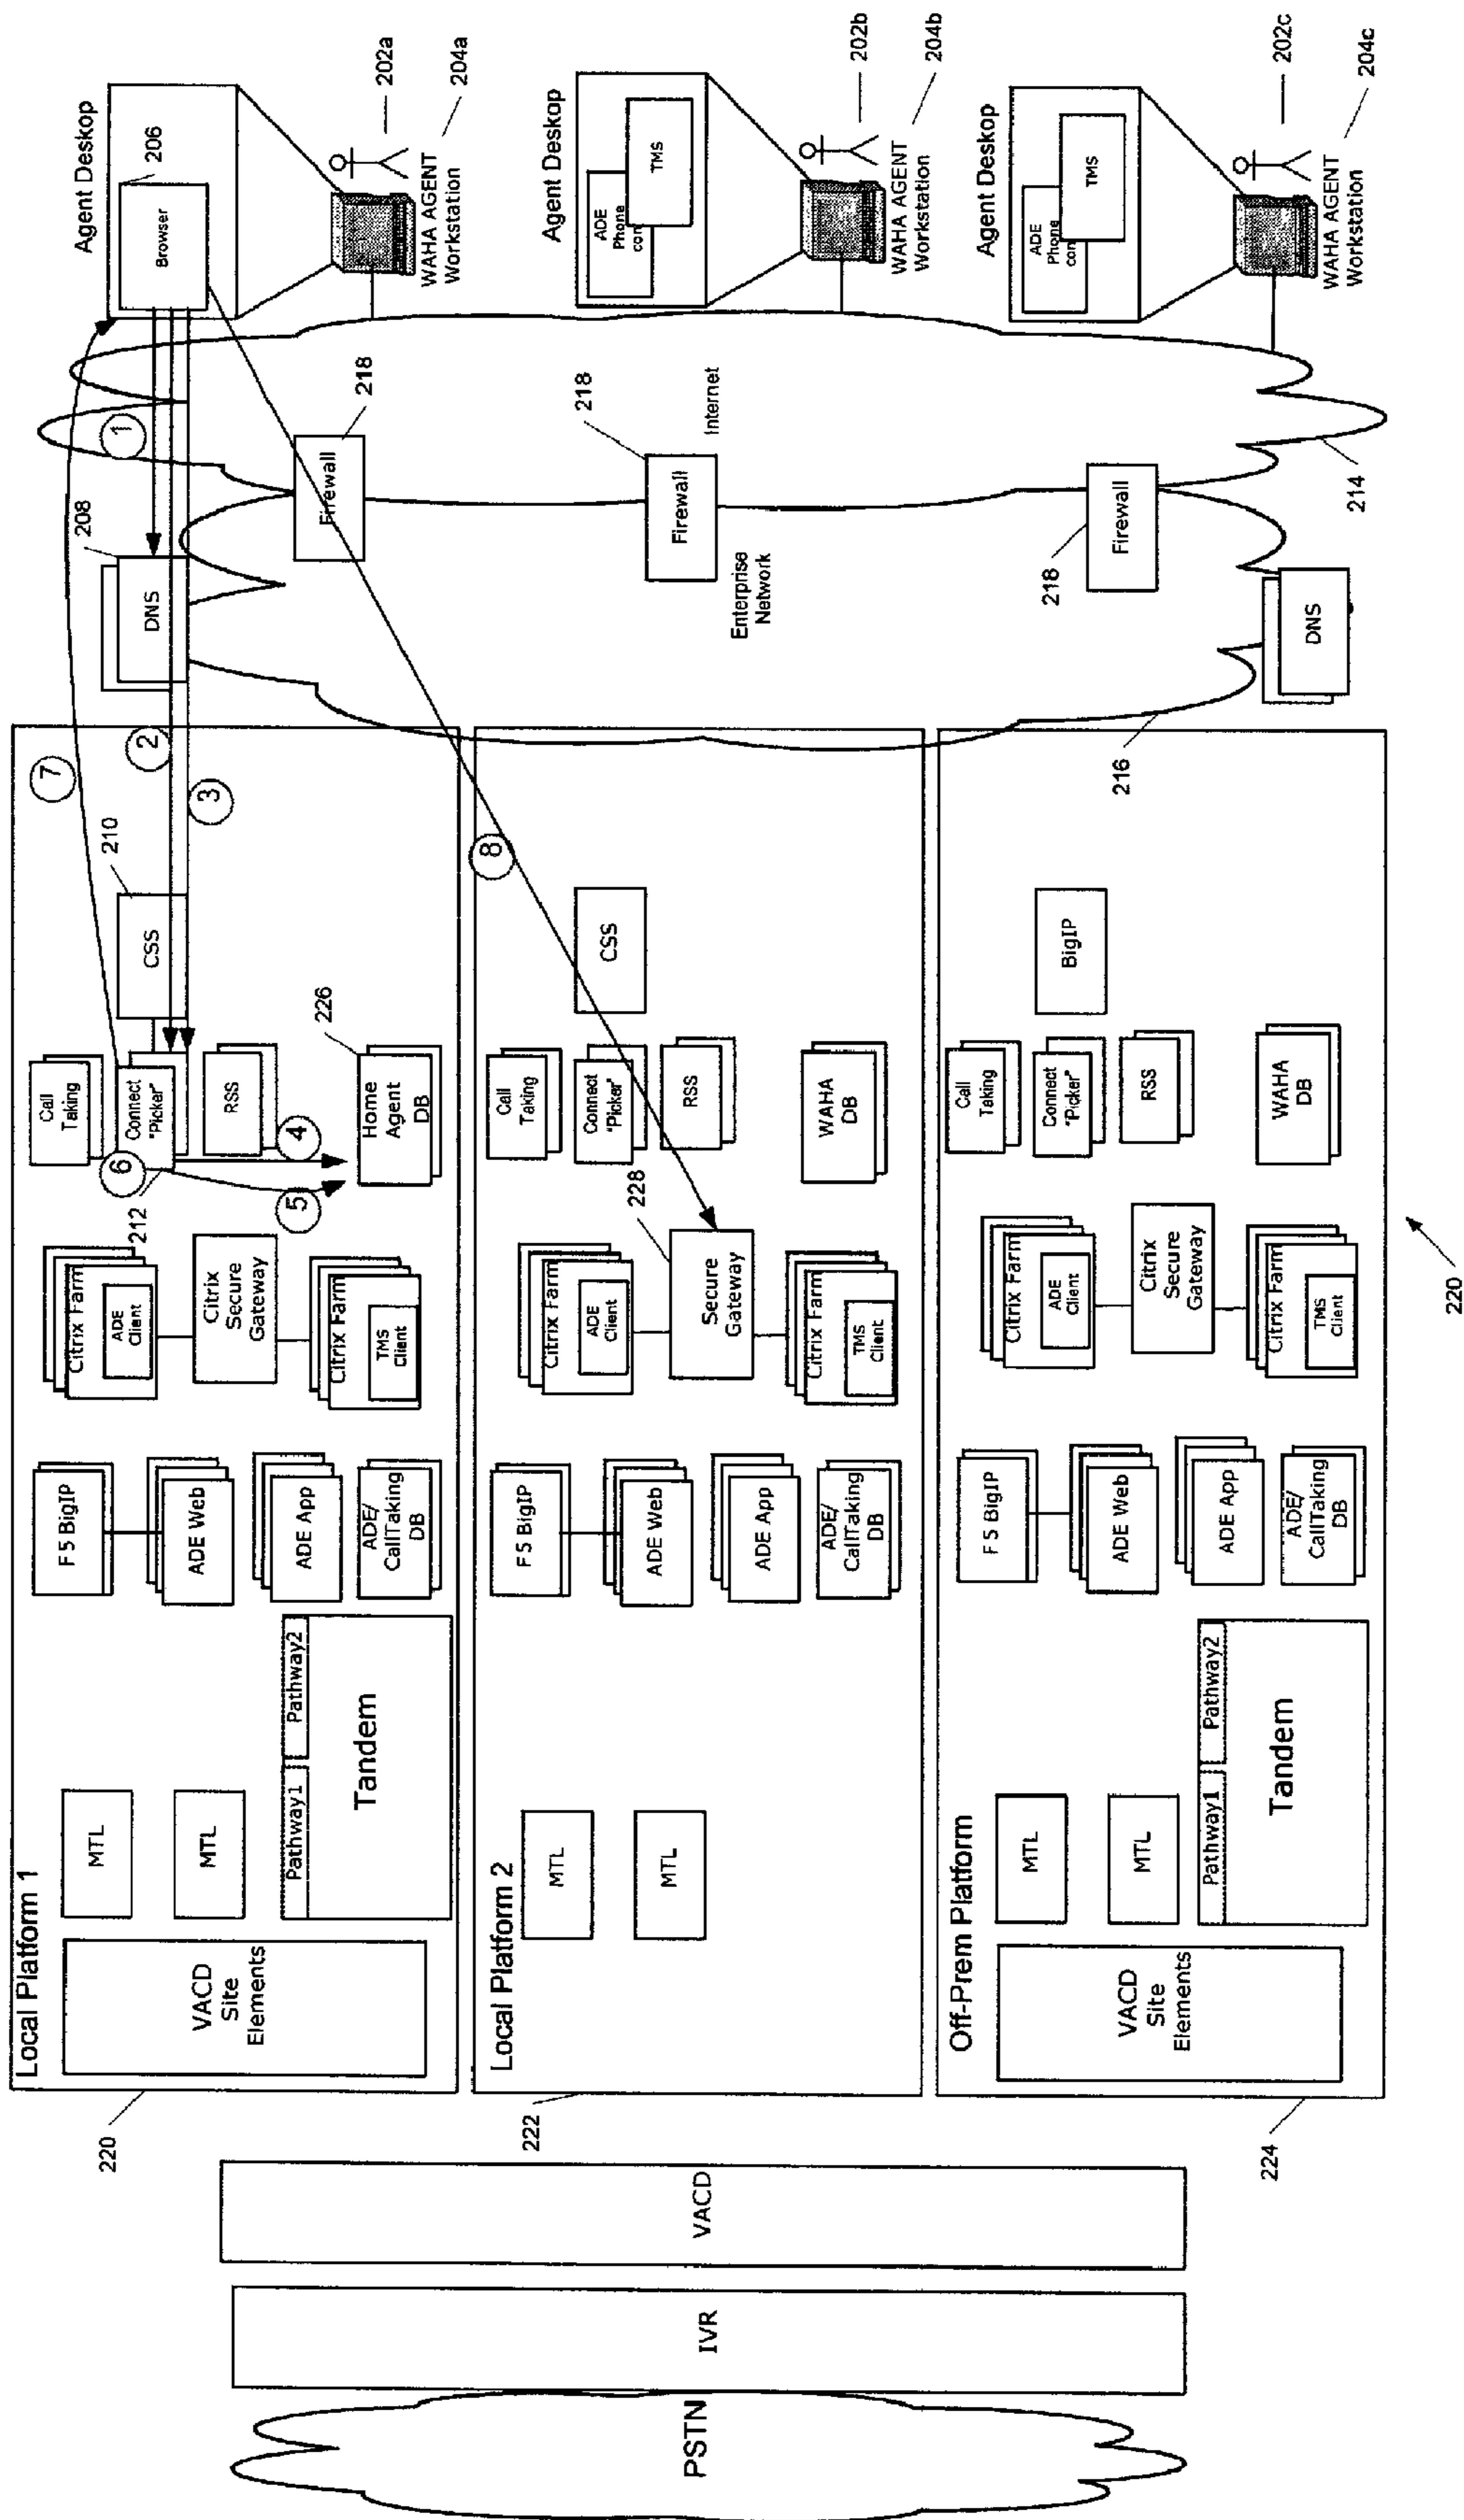 Agent Deskop
206
Browser
202a
204a
WAHA AGENT
Workstation
Agent Deskop
ADE
Phone
con
TMS
202b
204b
WAHA AGENT
Workstation
Agent Deskop
ADE
Phone
con
TMS
202c
204c
WAHA AGENT
Workstation
1
208
DNS
218
Firewall
218
Firewall
Internet
Enterprise
Network
218
Firewall
214
DNS
216
7
2
3
8
Local Platform 1
210
CSS
Call
Taking
Connect
"Picker"
RSS
226
Home
Agent
DB
6
4
5
212
Citrix Farm
ADE
Client
Citrix
Secure
Gateway
Citrix Farm
TMS
Client
F 5 BigIP
ADE Web
ADE App
ADE/
CallTaking
DB
MTL
MTL
Pathway1
Pathway2
Tandem
VACD
Site
Elements
220
Local Platform 2
CSS
Call
Taking
Connect
"Picker"
RSS
WAHA
DB
228
Citrix Farm
ADE
Client
Secure
Gateway
Citrix Farm
TMS
Client
F 5 BigIP
ADE Web
ADE App
ADE/
CallTaking
DB
MTL
MTL
222
Off-Prem Platform
BigIP
Call
Taking
Connect
"Picker"
RSS
WAHA
DB
Citrix Farm
ADE
Client
Citrix
Secure
Gateway
Citrix Farm
TMS
Client
F 5 BigIP
ADE Web
ADE App
ADE/
CallTaking
DB
MTL
MTL
Pathway1
Pathway2
Tandem
VACD
Site
Elements
224
220
VACD
IVR
PSTN